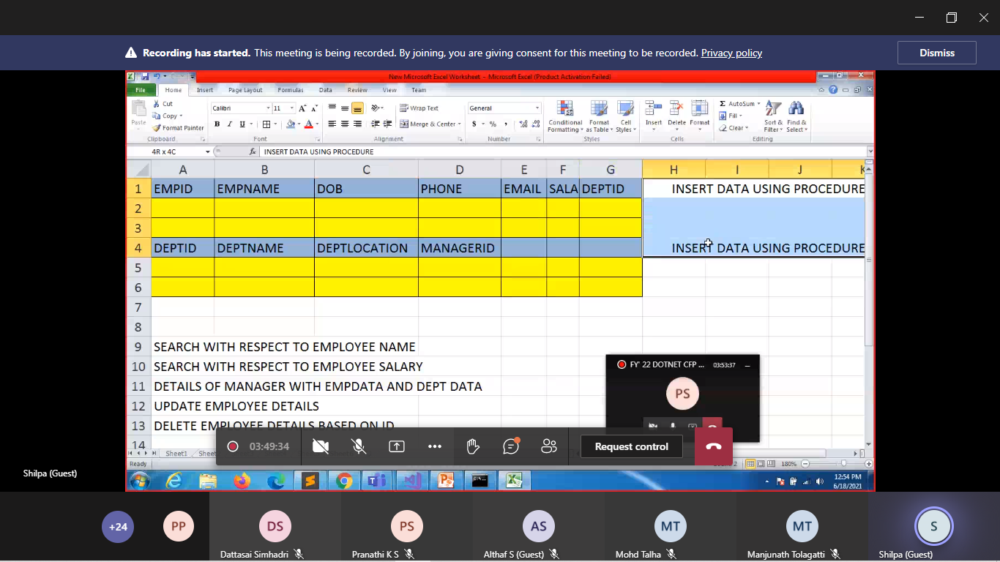 Recording has started. This meeting is being recorded. By joining, you are giving consent for this meeting to be recorded. Privacy policy
Dismiss
New Microsoft Excel Worksheet - Microsoft Excel (Product Activation Failed)
File Home Insert Page Layout Formulas Data Review View Team
Paste
Cut
Copy
Format Painter
Clipboard
Calibri 11
B I U
Font
Wrap Text
Merge & Center
Alignment
General
$ % ,
Number
Conditional Formatting
Format as Table
Cell Styles
Styles
Insert Delete Format
Cells
AutoSum
Fill
Clear
Sort & Filter
Find & Select
Editing
4R x 4C fx INSERT DATA USING PROCEDURE
A B C D E F G H I J K
1 EMPID EMPNAME DOB PHONE EMAIL SALA DEPTID INSERT DATA USING PROCEDURE
2
3
4 DEPTID DEPTNAME DEPTLOCATION MANAGERID INSERT DATA USING PROCEDURE
5
6
7
8
9 SEARCH WITH RESPECT TO EMPLOYEE NAME
10 SEARCH WITH RESPECT TO EMPLOYEE SALARY
11 DETAILS OF MANAGER WITH EMPDATA AND DEPT DATA
12 UPDATE EMPLOYEE DETAILS
13 DELETE EMPLOYEE DETAILS BASED ON ID
14
FY' 22 DOTNET CFP ... 03:53:37
PS
03:49:34
Request control
Sheet1
Ready
180%
12:54 PM
6/18/2021
Shilpa (Guest)
+24
PP
DS
Dattasai Simhadri
PS
Pranathi K S
AS
Althaf S (Guest)
MT
Mohd Talha
MT
Manjunath Tolagatti
S
Shilpa (Guest)